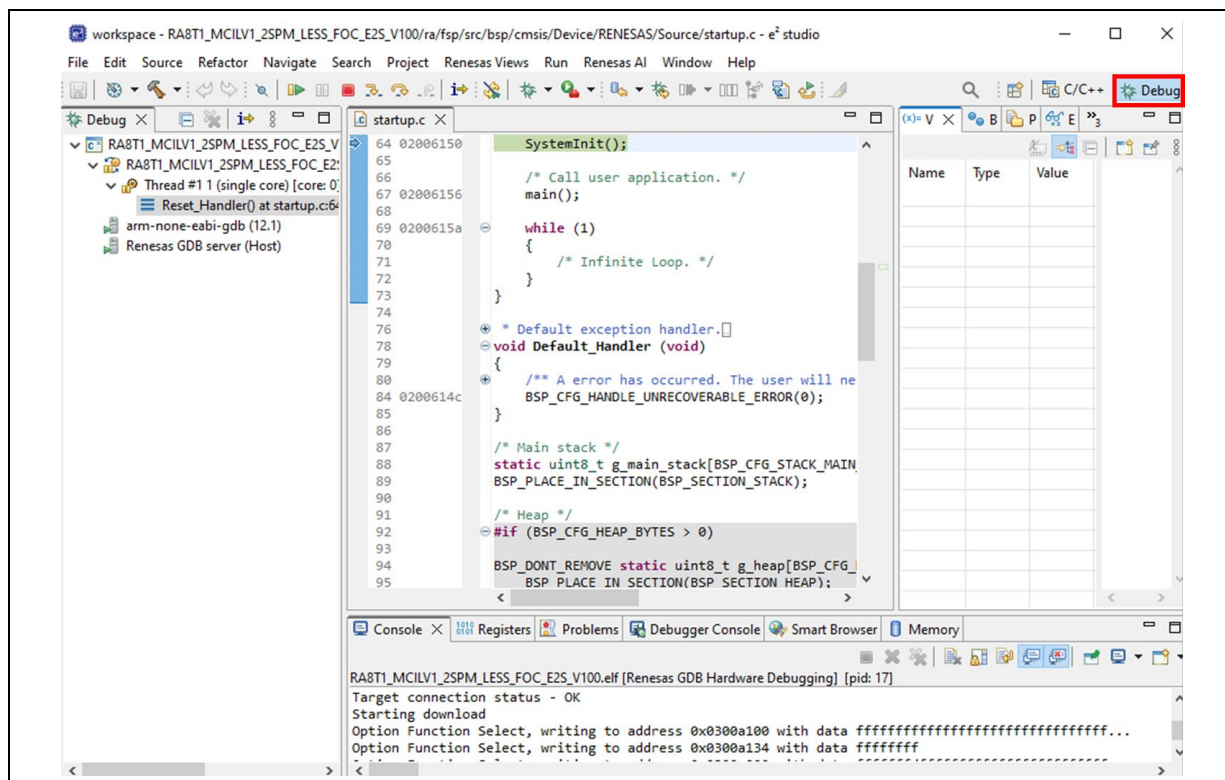 workspace - RA8T1_MCILV1_2SPM_LESS_FOC_E2S_V100/ra/fsp/src/bsp/cmsis/Device/RENESAS/Source/startup.c - e² studio
File Edit Source Refactor Navigate Search Project Renesas Views Run Renesas AI Window Help
C/C++ Debug
Debug
RA8T1_MCILV1_2SPM_LESS_FOC_E2S_V
RA8T1_MCILV1_2SPM_LESS_FOC_E2
Thread #1 1 (single core) [core: 0]
Reset_Handler() at startup.c:64
arm-none-eabi-gdb (12.1)
Renesas GDB server (Host)
startup.c
64 02006150 SystemInit();
65
66 /* Call user application. */
67 02006156 main();
68
69 0200615a while (1)
70 {
71 /* Infinite Loop. */
72 }
73 }
74
76 * Default exception handler.
78 void Default_Handler (void)
79 {
80 /** A error has occurred. The user will ne
84 0200614c BSP_CFG_HANDLE_UNRECOVERABLE_ERROR(0);
85 }
86
87 /* Main stack */
88 static uint8_t g_main_stack[BSP_CFG_STACK_MAIN_
89 BSP_PLACE_IN_SECTION(BSP_SECTION_STACK);
90
91 /* Heap */
92 #if (BSP_CFG_HEAP_BYTES > 0)
93
94 BSP_DONT_REMOVE static uint8_t g_heap[BSP_CFG_
95 BSP_PLACE_IN_SECTION(BSP_SECTION_HEAP);
(x)= V B P E »3
Name Type Value
Console Registers Problems Debugger Console Smart Browser Memory
RA8T1_MCILV1_2SPM_LESS_FOC_E2S_V100.elf [Renesas GDB Hardware Debugging] [pid: 17]
Target connection status - OK
Starting download
Option Function Select, writing to address 0x0300a100 with data ffffffffffffffffffffffffffffffff...
Option Function Select, writing to address 0x0300a134 with data ffffffff